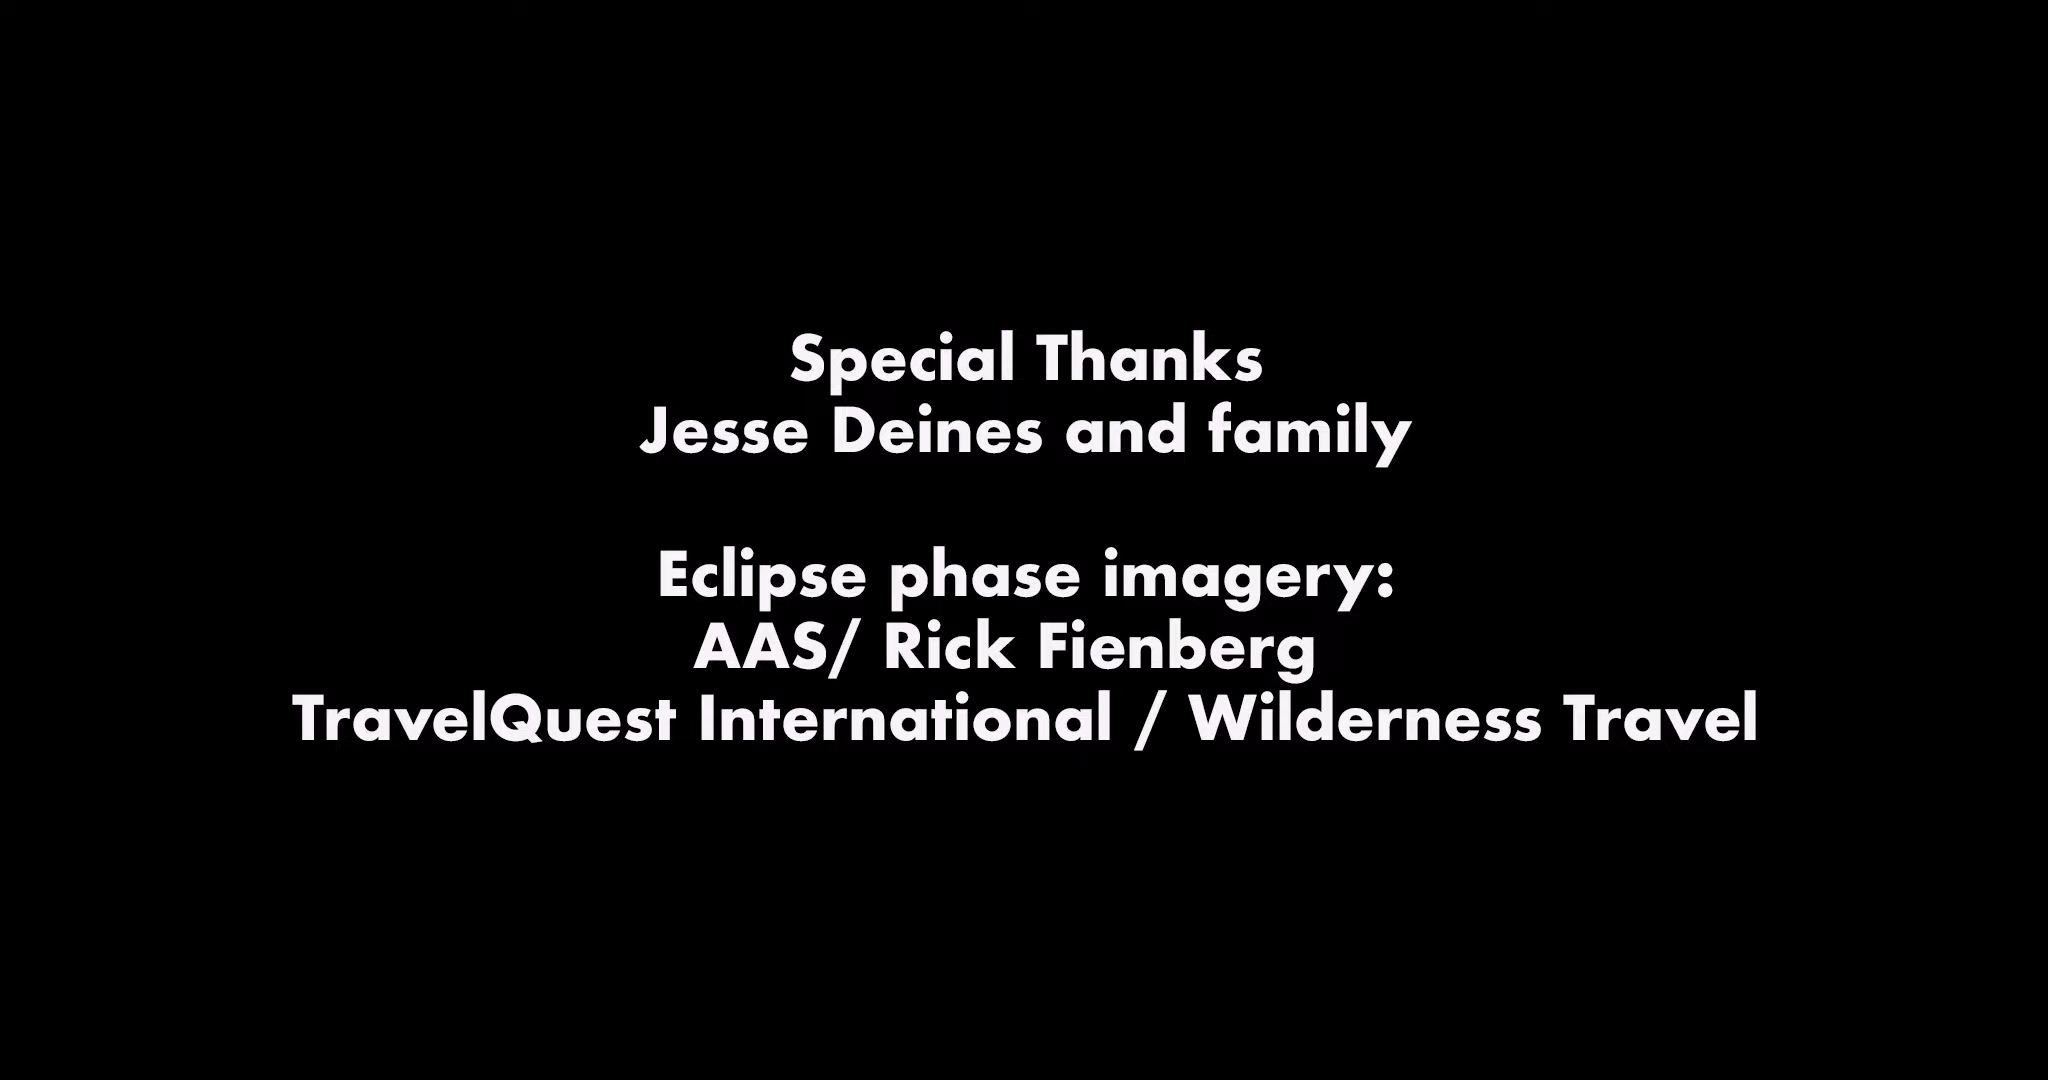 Special Thanks
Jesse Deines and family
Eclipse phase imagery:
AAS/ Rick Fienberg
TravelQuest International / Wilderness Travel